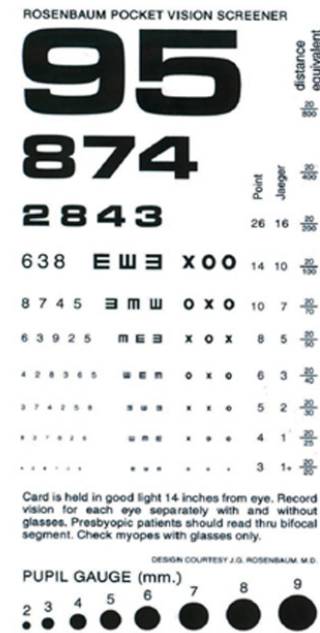 ROSENBAUM POCKET VISION SCREENER
distance equivalent
95 20/800
874 20/400
Point Jaeger
2843 26 16 20/200
638 E Ш Ǝ X O O 14 10 20/100
8745 Ǝ m Ш O X O 10 7 20/70
63925 m E Ǝ X O X 8 5 20/50
428365 Ш E m O X O 6 3 20/40
374258 Ǝ Ш Ǝ X X O 5 2 20/30
4 1 20/25
3 1+ 20/20
Card is held in good light 14 inches from eye. Record
vision for each eye separately with and without
glasses. Presbyopic patients should read thru bifocal
segment. Check myopes with glasses only.
DESIGN COURTESY J.G. ROSENBAUM, M.D.
PUPIL GAUGE (mm.)
2 3 4 5 6 7 8 9